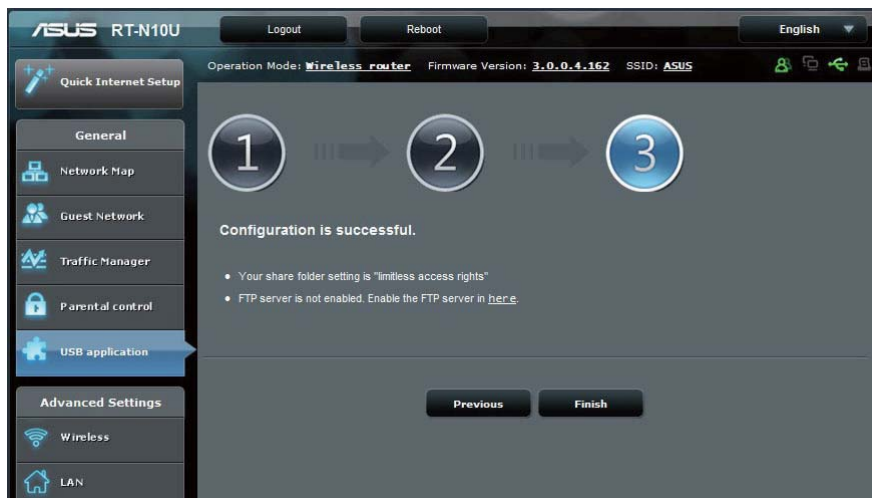 ASUS RT-N10U Logout Reboot English
Quick Internet Setup
Operation Mode: Wireless router Firmware Version: 3.0.0.4.162 SSID: ASUS
General
Network Map
Guest Network
Traffic Manager
Parental control
USB application
Advanced Settings
Wireless
LAN
1 2 3
Configuration is successful.
Your share folder setting is "limitless access rights"
FTP server is not enabled. Enable the FTP server in here.
Previous Finish